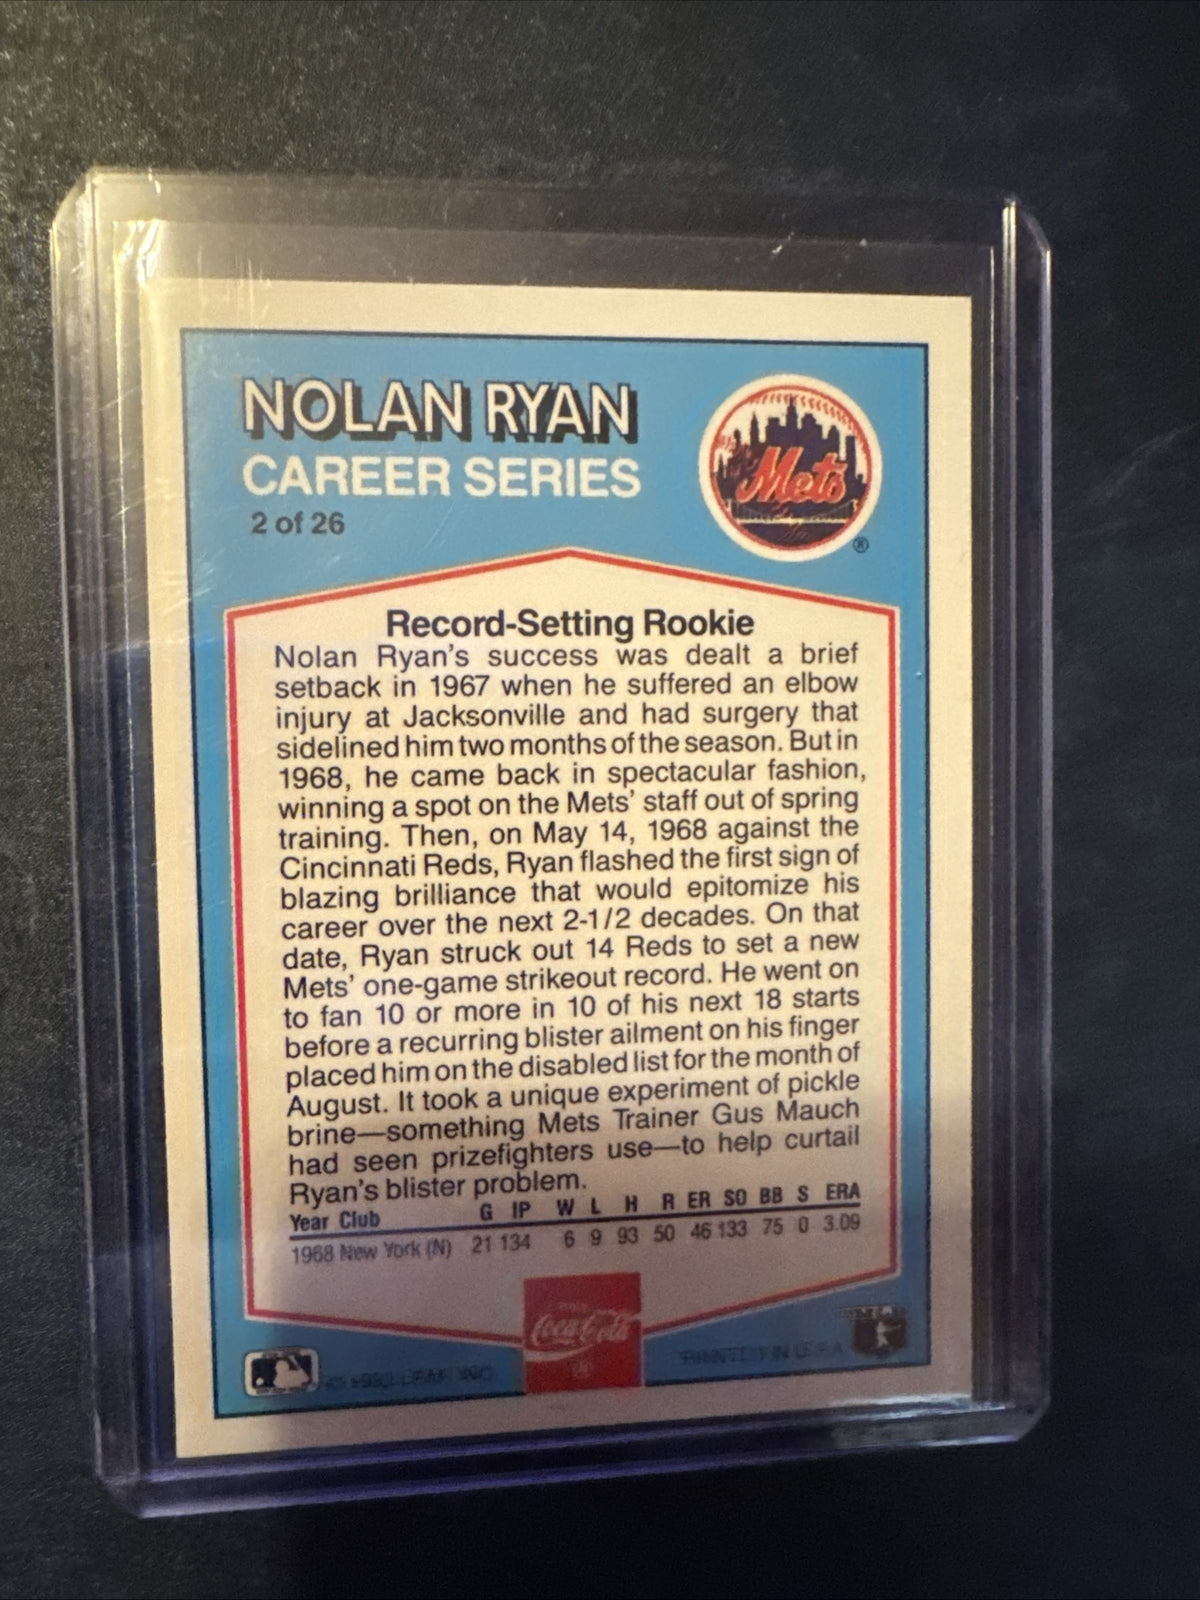 NOLAN RYAN
CAREER SERIES
2 of 26
Mets
®
Record-Setting Rookie
Nolan Ryan's success was dealt a brief
setback in 1967 when he suffered an elbow
injury at Jacksonville and had surgery that
sidelined him two months of the season. But in
1968, he came back in spectacular fashion,
winning a spot on the Mets' staff out of spring
training. Then, on May 14, 1968 against the
Cincinnati Reds, Ryan flashed the first sign of
blazing brilliance that would epitomize his
career over the next 2-1/2 decades. On that
date, Ryan struck out 14 Reds to set a new
Mets' one-game strikeout record. He went on
to fan 10 or more in 10 of his next 18 starts
before a recurring blister ailment on his finger
placed him on the disabled list for the month of
August. It took a unique experiment of pickle
brine—something Mets Trainer Gus Mauch
had seen prizefighters use—to help curtail
Ryan's blister problem.
Year Club G IP W L H R ER SO BB S ERA
1968 New York (N) 21 134 6 9 93 50 46 133 75 0 3.09
Coca-Cola
PRINTED IN U.S.A.